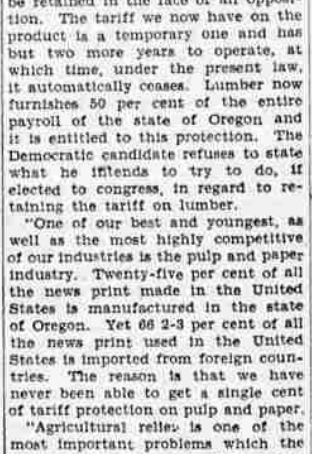 be retained in the face of an opposi-
tion. The tariff we now have on the
product is a temporary one and has
but two more years to operate, at
which time, under the present law,
it automatically ceases. Lumber now
furnishes 50 per cent of the entire
payroll of the state of Oregon and
it is entitled to this protection. The
Democratic candidate refuses to state
what he intends to try to do, if
elected to congress, in regard to re-
taining the tariff on lumber.
"One of our best and youngest, as
well as the most highly competitive
of our industries is the pulp and paper
industry. Twenty-five per cent of all
the news print made in the United
States is manufactured in the state
of Oregon. Yet 66 2-3 per cent of all
the news print used in the United
States is imported from foreign coun-
tries. The reason is that we have
never been able to get a single cent
of tariff protection on pulp and paper.
"Agricultural relief is one of the
most important problems which the